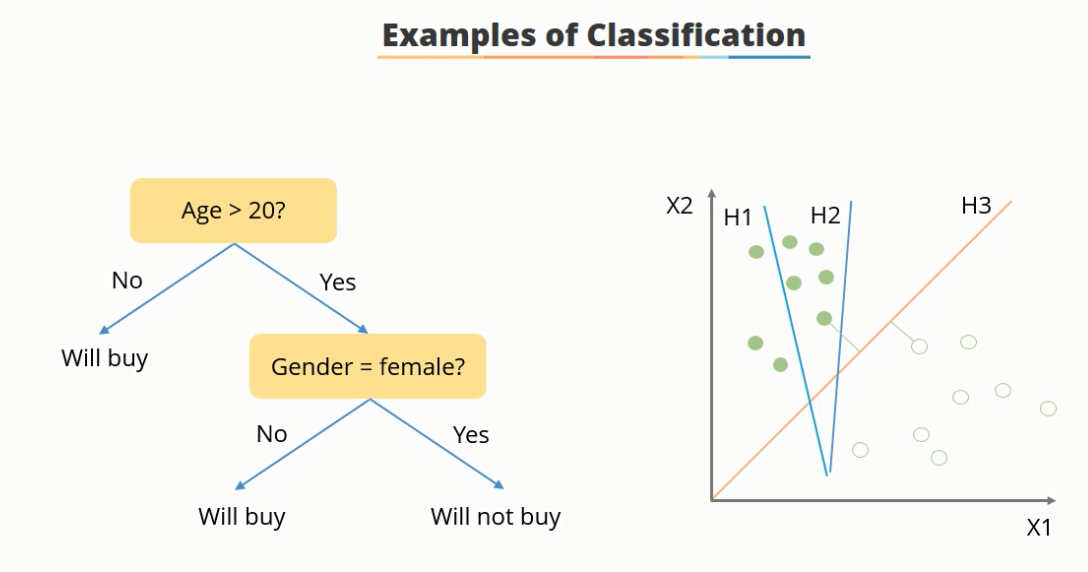 Examples of Classification
Age > 20?
No
Yes
Will buy
Gender = female?
No
Yes
Will buy
Will not buy
X2
H1
H2
H3
X1